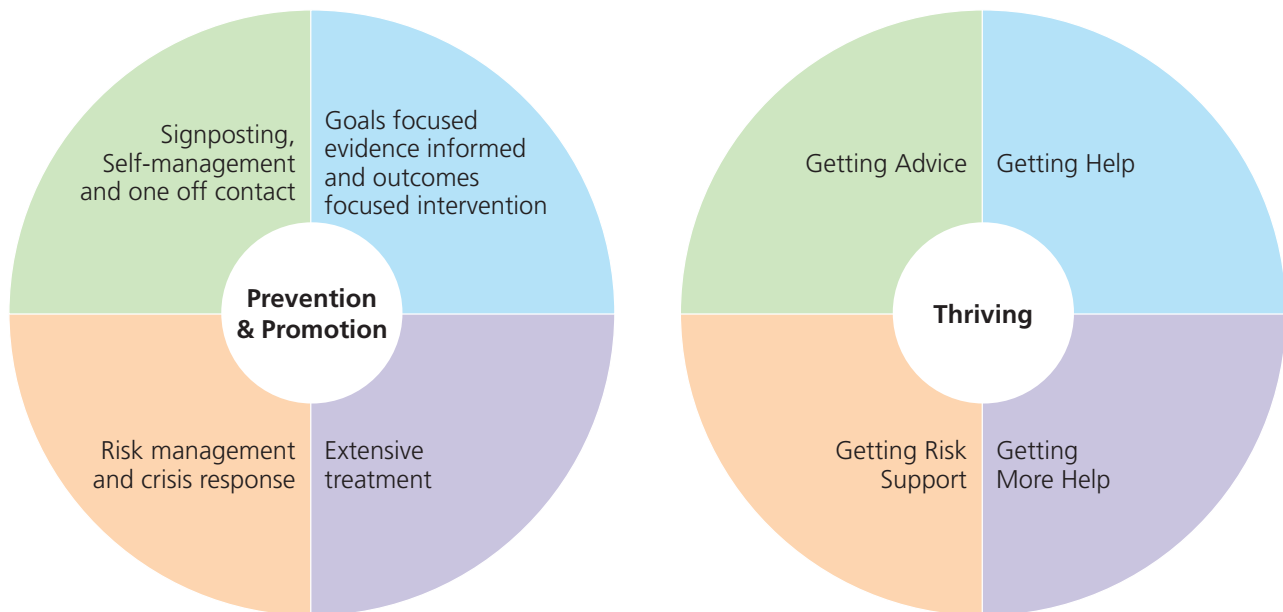 Signposting,
Self-management
and one off contact
Goals focused
evidence informed
and outcomes
focused intervention
Prevention
& Promotion
Risk management
and crisis response
Extensive
treatment
Getting Advice
Getting Help
Thriving
Getting Risk
Support
Getting
More Help